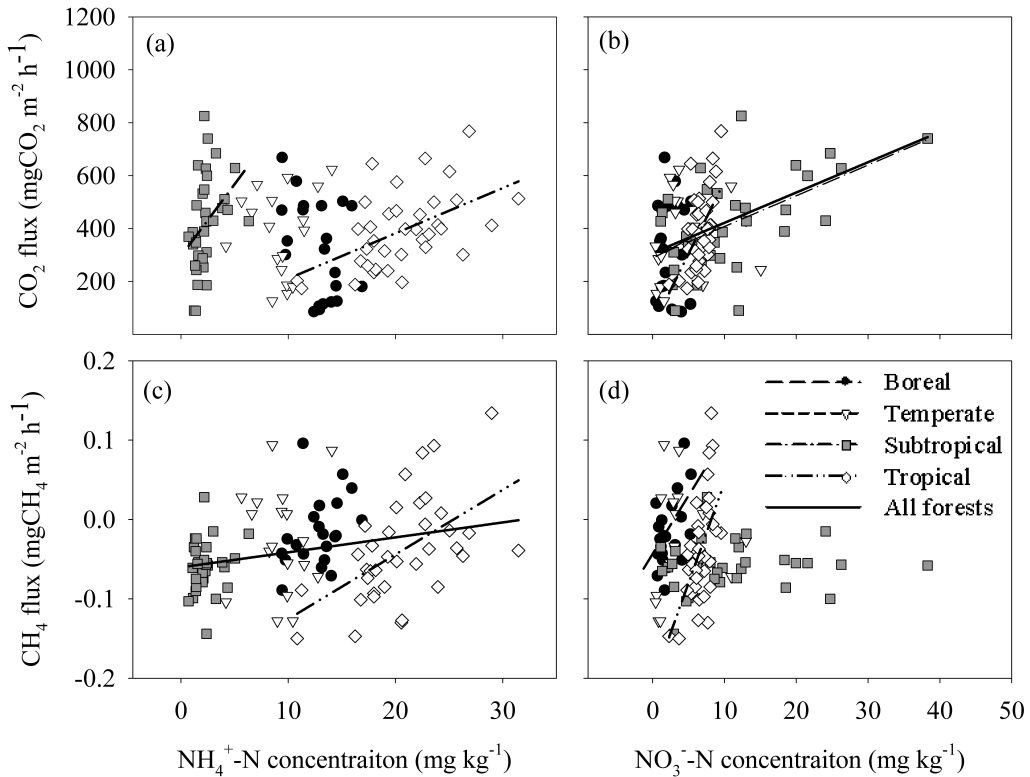 1200
1000
800
600
400
200
CO₂ flux (mgCO₂ m⁻² h⁻¹)
(a)
(b)
0.2
0.1
0.0
-0.1
-0.2
CH₄ flux (mgCH₄ m⁻² h⁻¹)
(c)
(d)
Boreal
Temperate
Subtropical
Tropical
All forests
0 10 20 30
0 10 20 30 40 50
NH₄⁺-N concentraiton (mg kg⁻¹)
NO₃⁻-N concentraiton (mg kg⁻¹)